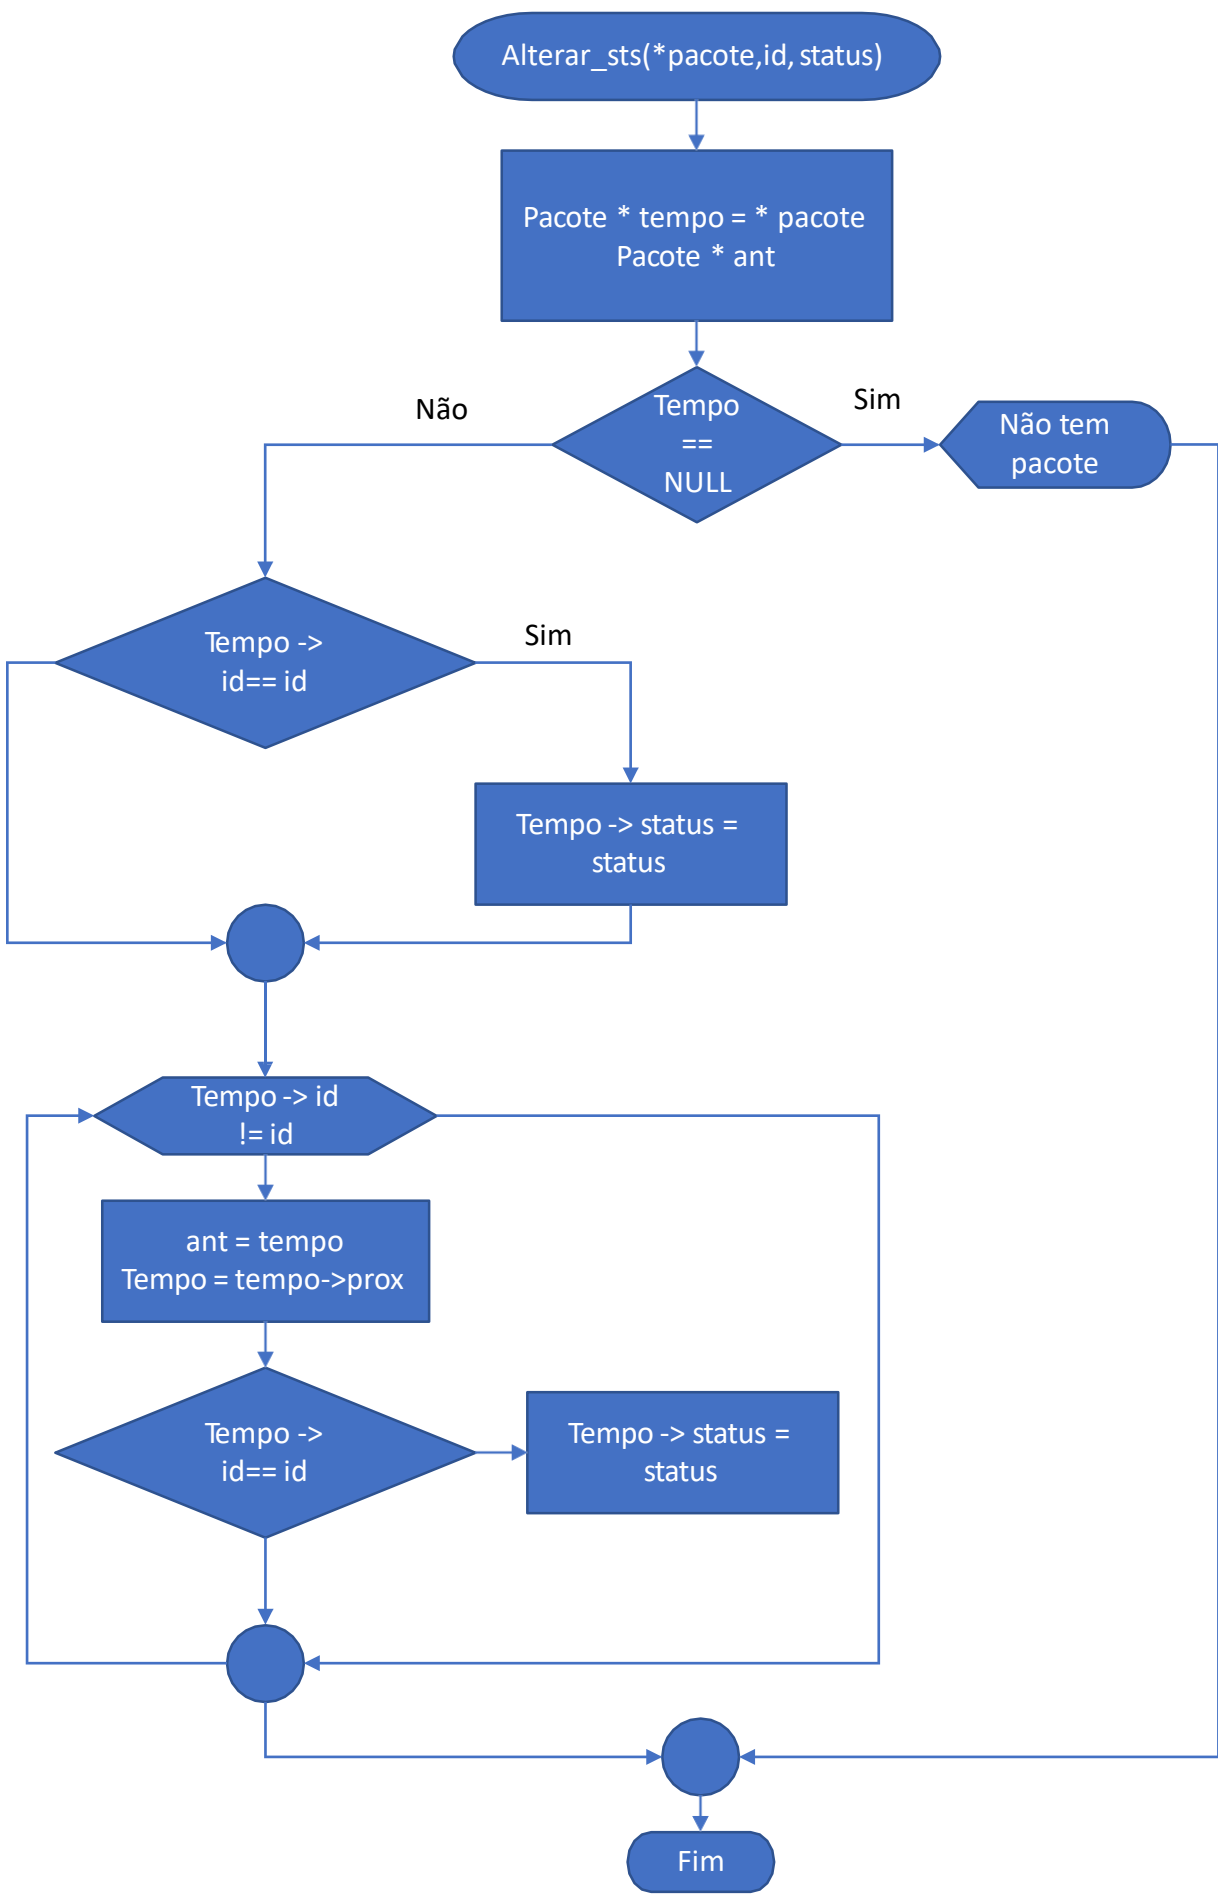 Alterar_sts(*pacote,id, status)
Pacote * tempo = * pacote
Pacote * ant
Não
Tempo
==
NULL
Sim
Não tem
pacote
Tempo ->
id== id
Sim
Tempo -> status =
status
Tempo -> id
!= id
ant = tempo
Tempo = tempo->prox
Tempo ->
id== id
Tempo -> status =
status
Fim